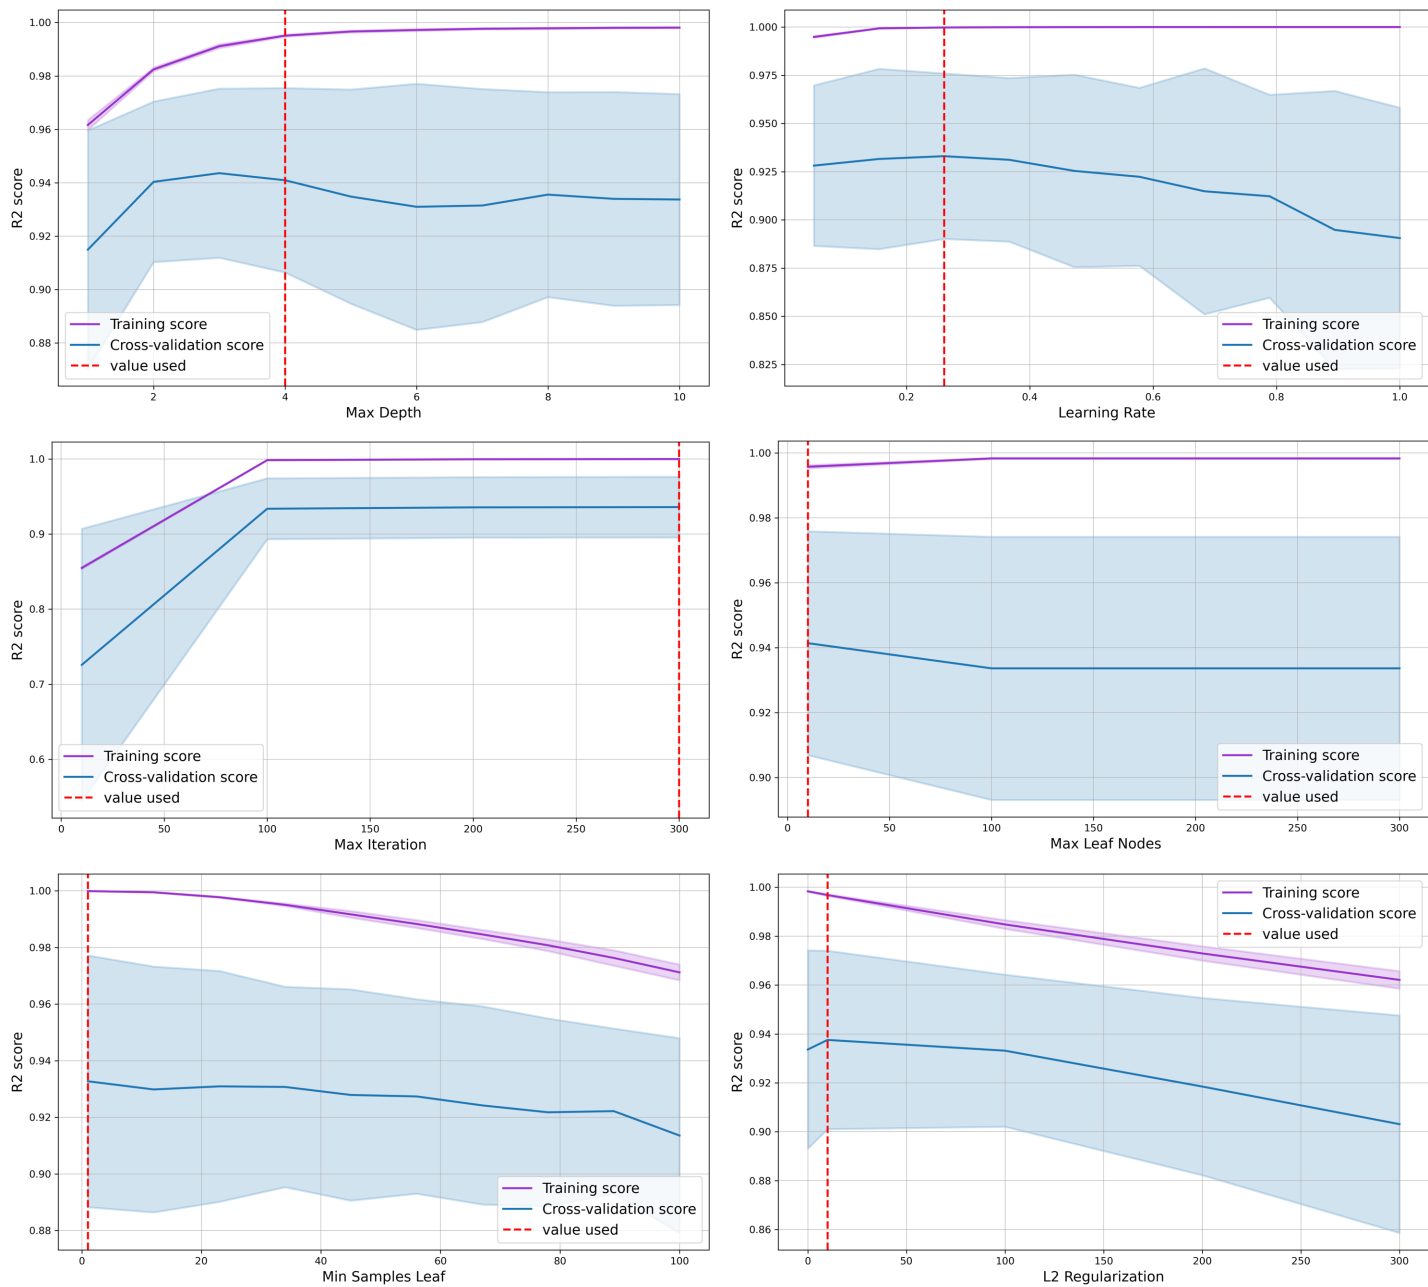 1.00
0.98
0.96
0.94
0.92
0.90
0.88
R2 score
Training score
Cross-validation score
value used
2 4 6 8 10
Max Depth
1.000
0.975
0.950
0.925
0.900
0.875
0.850
0.825
R2 score
Training score
Cross-validation score
value used
0.2 0.4 0.6 0.8 1.0
Learning Rate
1.0
0.9
0.8
0.7
0.6
R2 score
Training score
Cross-validation score
value used
0 50 100 150 200 250 300
Max Iteration
1.00
0.98
0.96
0.94
0.92
0.90
R2 score
Training score
Cross-validation score
value used
0 50 100 150 200 250 300
Max Leaf Nodes
1.00
0.98
0.96
0.94
0.92
0.90
0.88
R2 score
Training score
Cross-validation score
value used
0 20 40 60 80 100
Min Samples Leaf
1.00
0.98
0.96
0.94
0.92
0.90
0.88
0.86
R2 score
Training score
Cross-validation score
value used
0 50 100 150 200 250 300
L2 Regularization